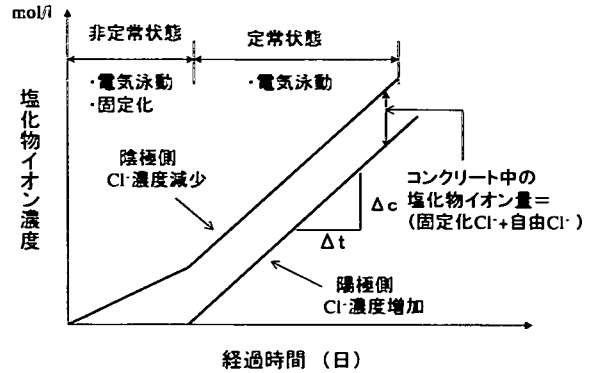 mol/l
非定常状態
定常状態
・電気泳動
・固定化
・電気泳動
塩化物イオン濃度
陰極側
Cl⁻濃度減少
コンクリート中の
塩化物イオン量＝
（固定化Cl⁻+自由Cl⁻）
Δc
Δt
陽極側
Cl⁻濃度増加
経過時間（日）